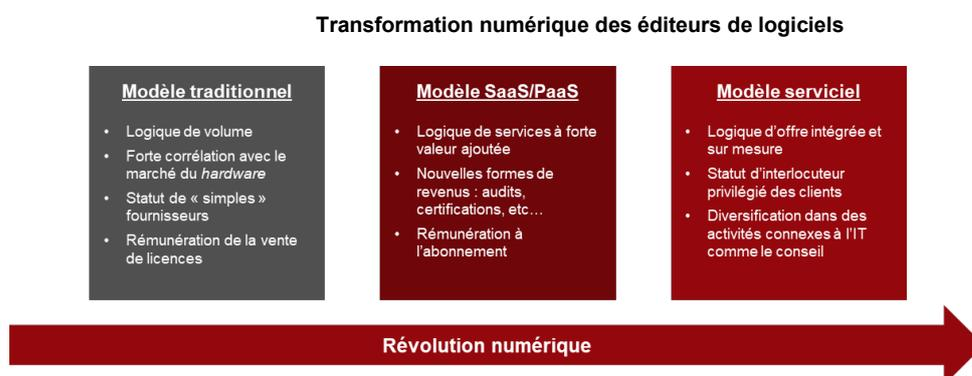 Transformation numérique des éditeurs de logiciels
Modèle traditionnel
• Logique de volume
• Forte corrélation avec le
marché du hardware
• Statut de « simples »
fournisseurs
• Rémunération de la vente
de licences
Modèle SaaS/PaaS
• Logique de services à forte
valeur ajoutée
• Nouvelles formes de
revenus : audits,
certifications, etc…
• Rémunération à
l’abonnement
Modèle serviciel
• Logique d’offre intégrée et
sur mesure
• Statut d’interlocuteur
privilégié des clients
• Diversification dans des
activités connexes à l’IT
comme le conseil
Révolution numérique